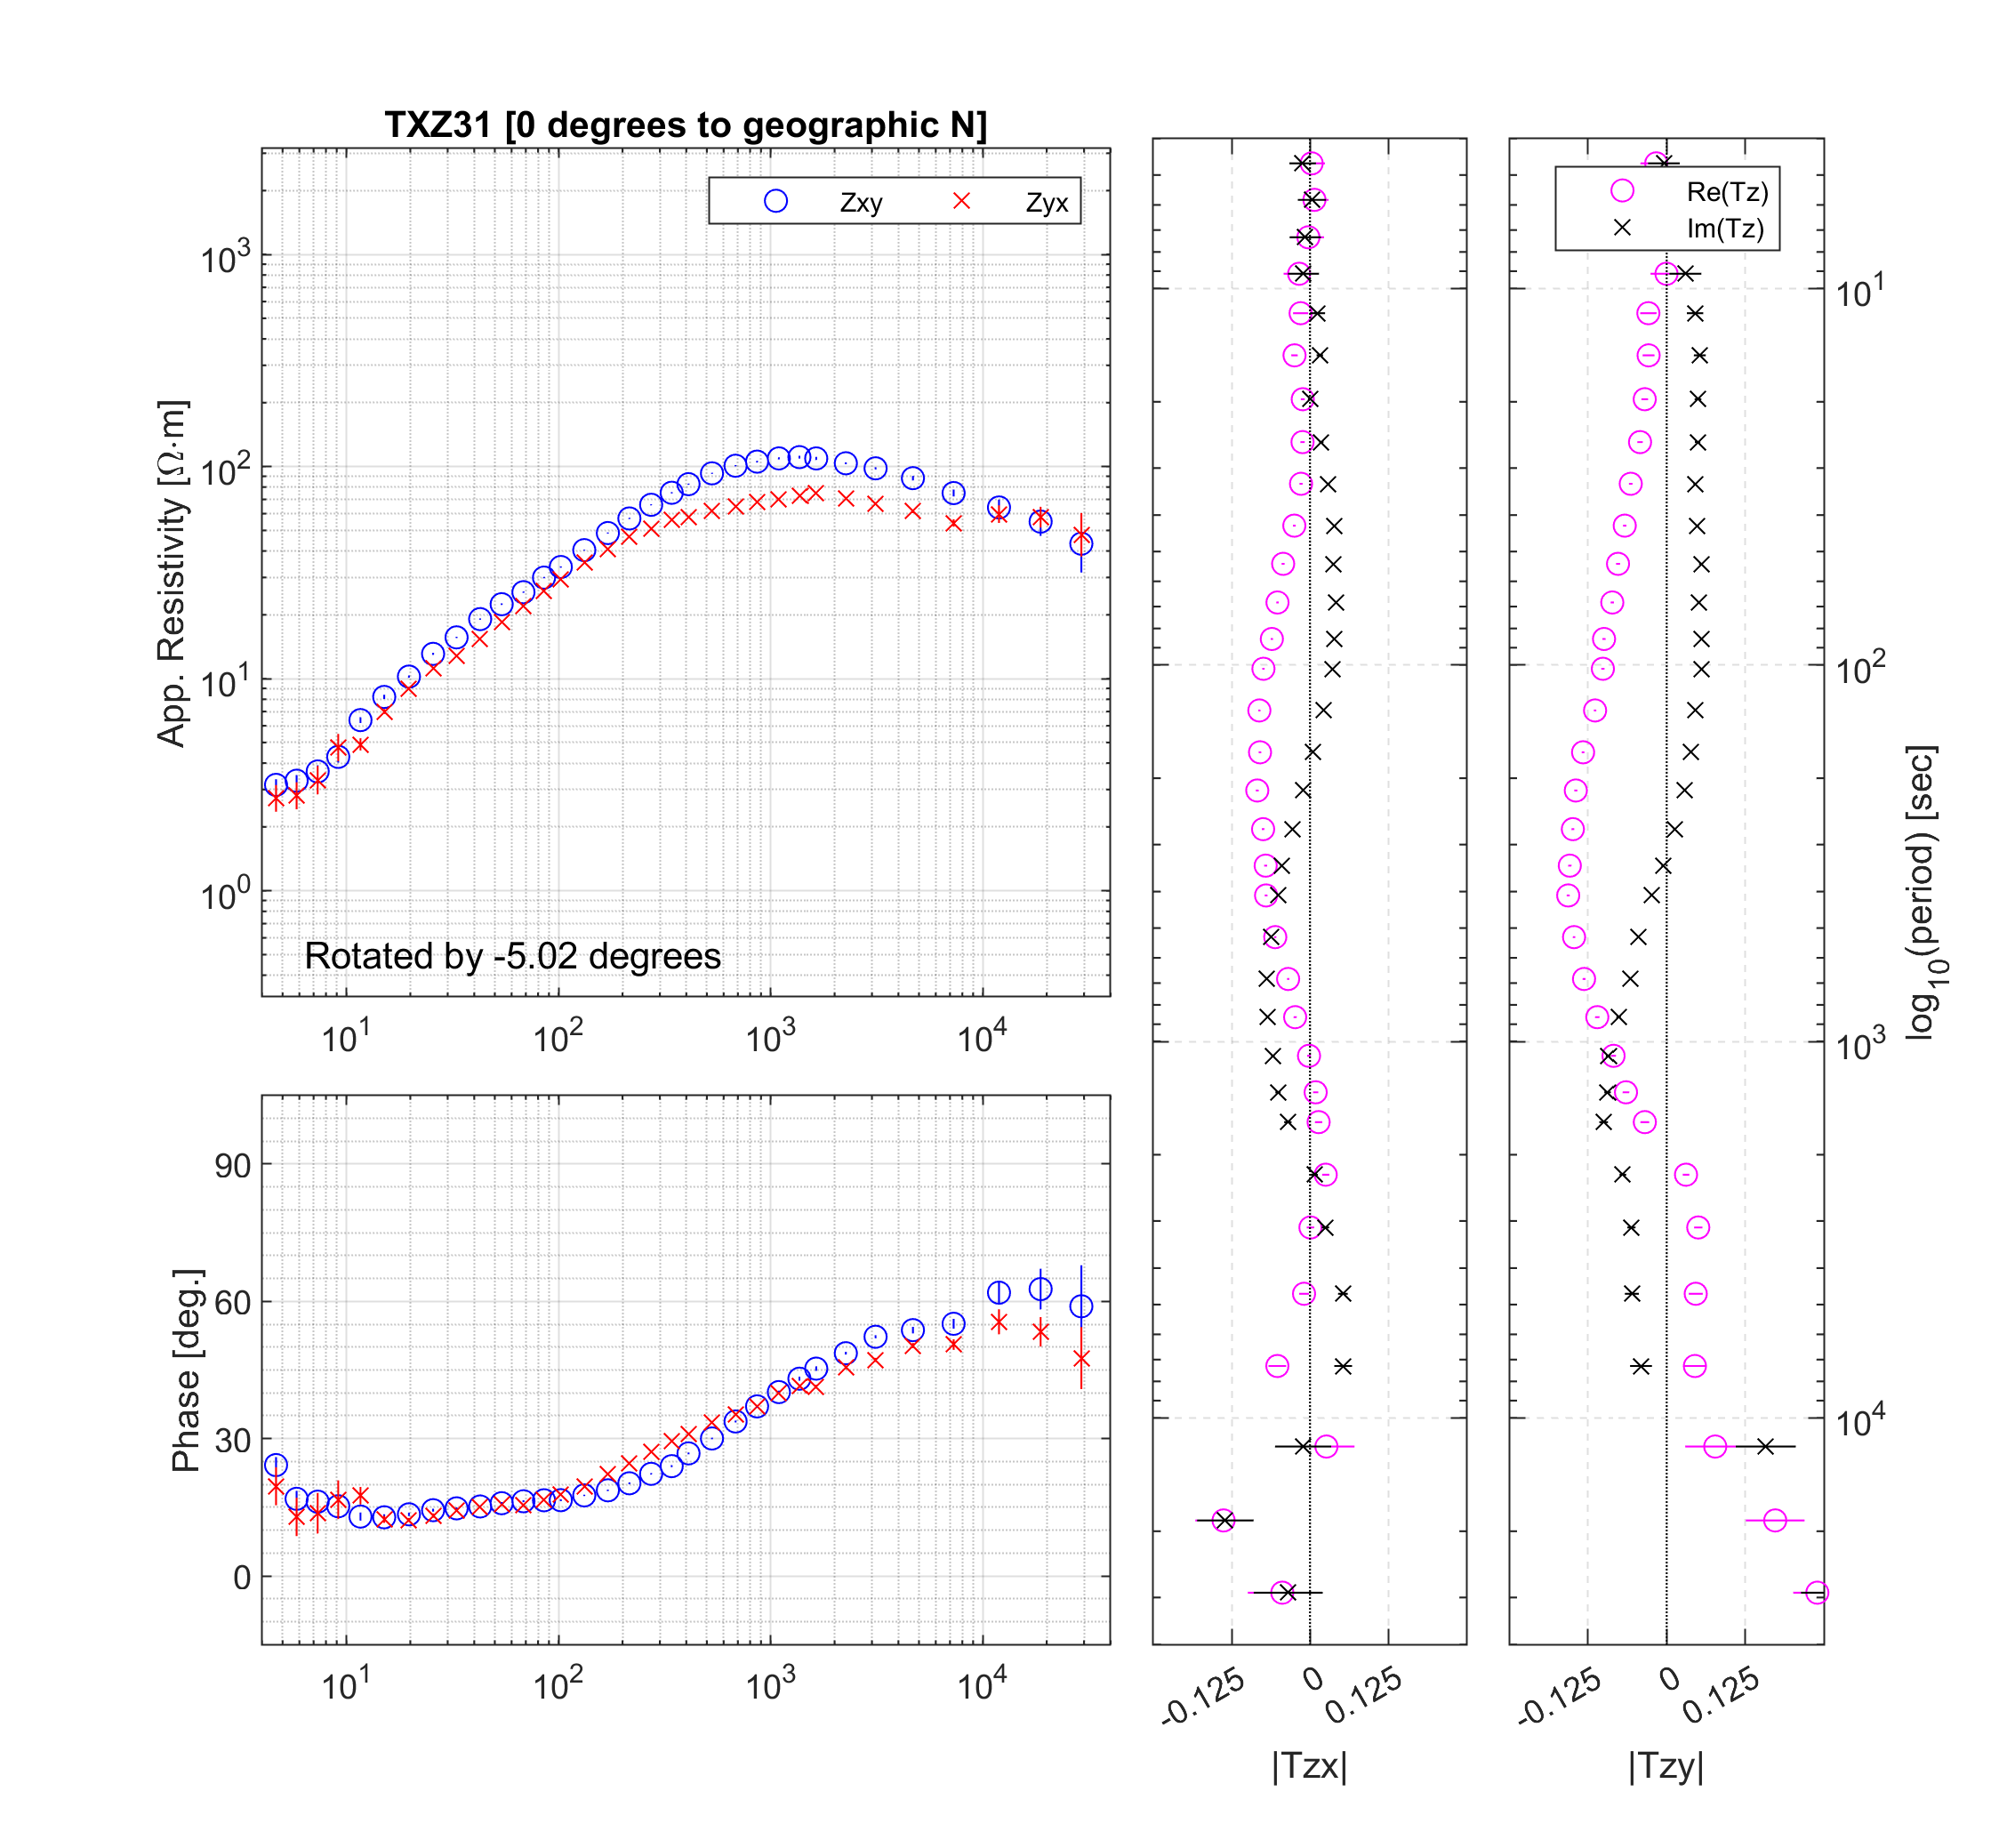 TXZ31 [0 degrees to geographic N]
Zxy Zyx
App. Resistivity [Ω·m]
10³
10²
10¹
10⁰
Rotated by -5.02 degrees
10¹ 10² 10³ 10⁴
Phase [deg.]
90
60
30
0
10¹ 10² 10³ 10⁴
-0.125 0 0.125
|Tzx|
Re(Tz)
Im(Tz)
10¹
10²
10³
10⁴
log₁₀(period) [sec]
-0.125 0 0.125
|Tzy|